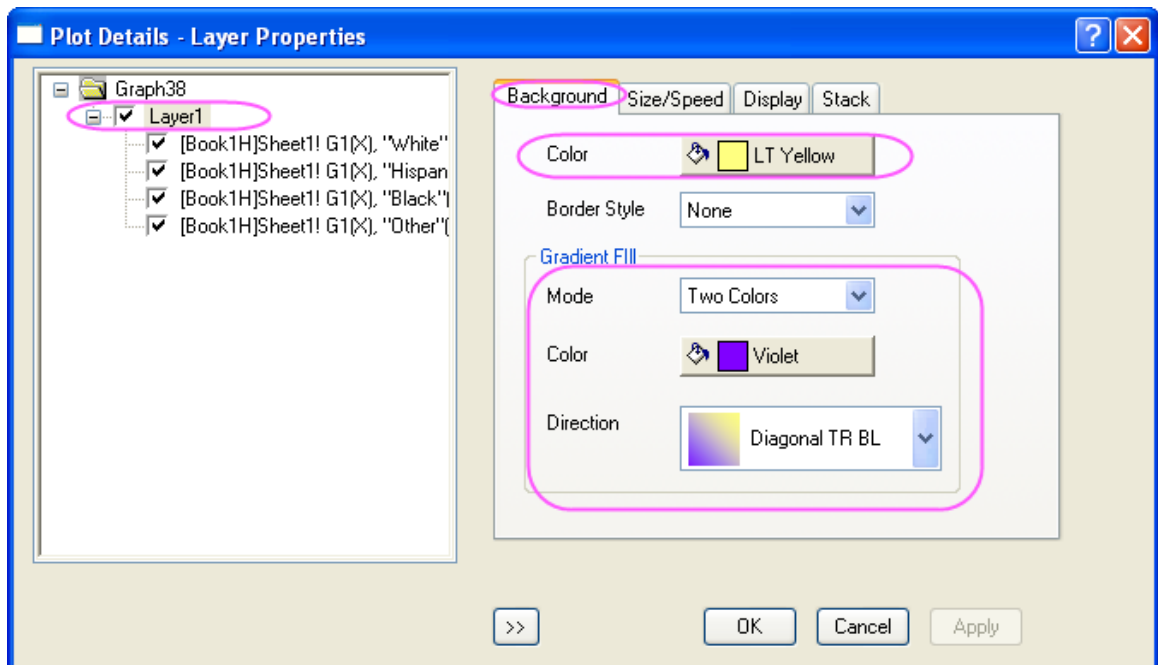 Plot Details - Layer Properties
Graph38
Layer1
[Book1H]Sheet1! G1(X), "White"
[Book1H]Sheet1! G1(X), "Hispan
[Book1H]Sheet1! G1(X), "Black"(
[Book1H]Sheet1! G1(X), "Other"(
Background Size/Speed Display Stack
Color LT Yellow
Border Style None
Gradient FIll
Mode Two Colors
Color Violet
Direction Diagonal TR BL
>> OK Cancel Apply